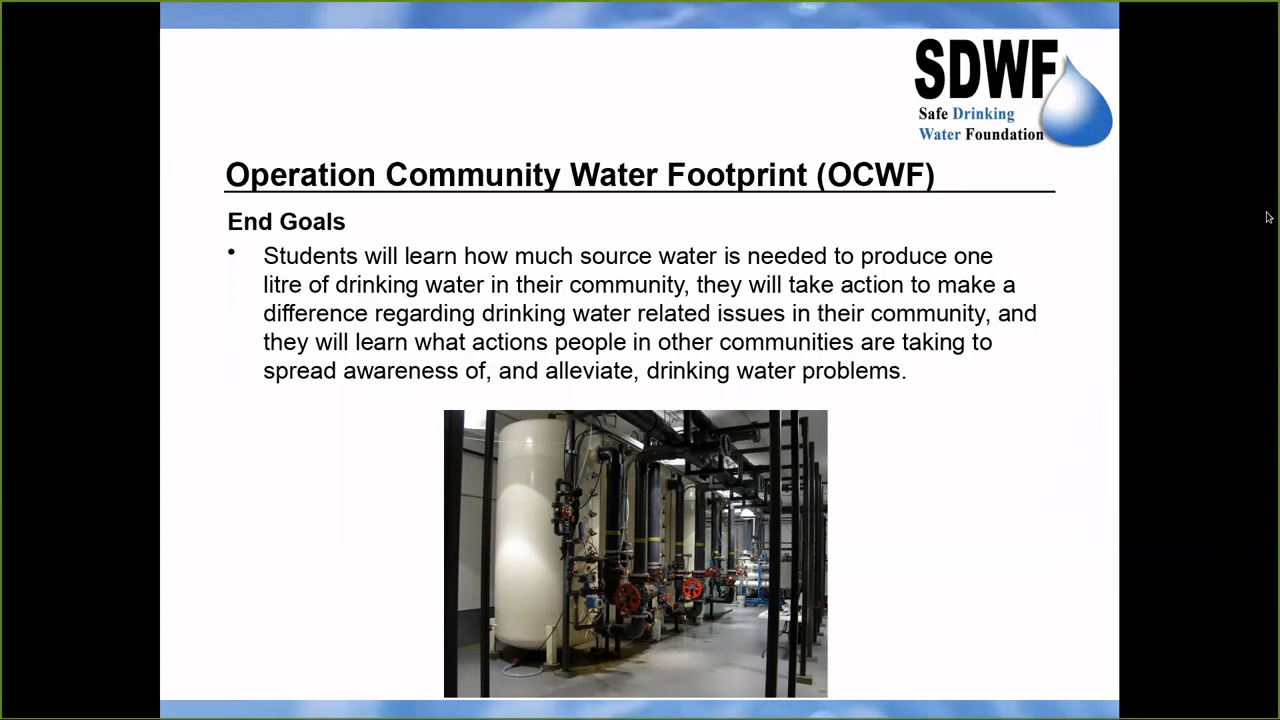 SDWF
Safe Drinking
Water Foundation
Operation Community Water Footprint (OCWF)
End Goals
• Students will learn how much source water is needed to produce one
litre of drinking water in their community, they will take action to make a
difference regarding drinking water related issues in their community, and
they will learn what actions people in other communities are taking to
spread awareness of, and alleviate, drinking water problems.